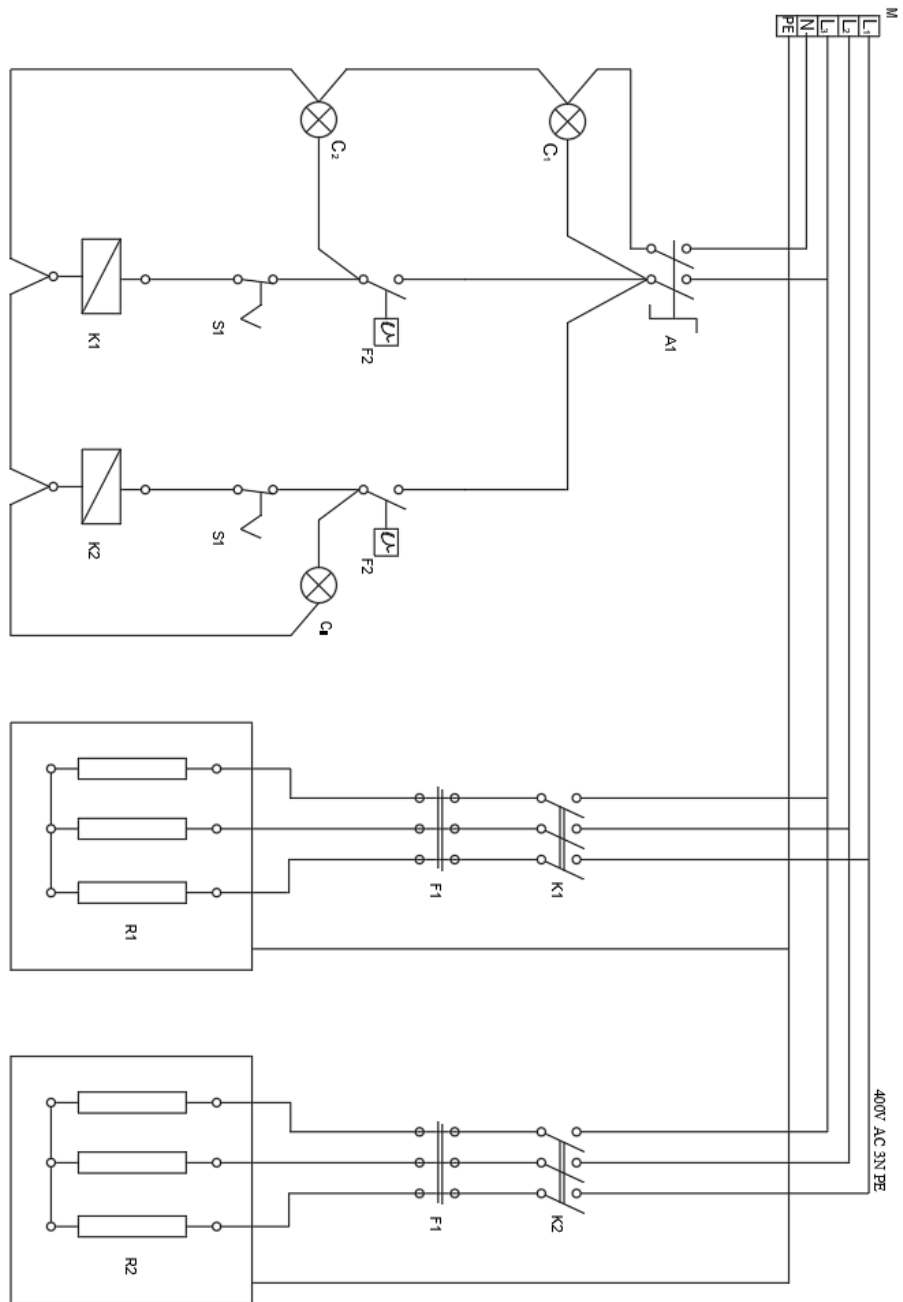 M
L₁
L₂
L₃
N
PE
400V AC 3N PE
A1
C₁
C₂
F2
S1
K1
F2
S1
K2
K1
F1
R1
K2
F1
R2